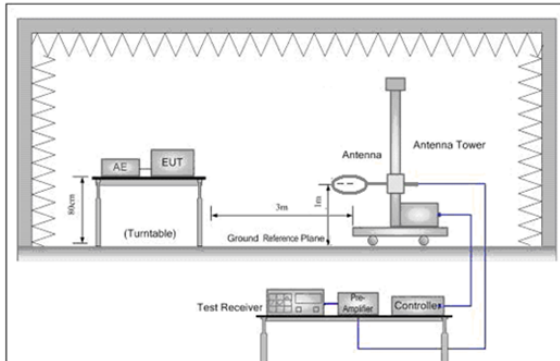 Antenna Tower
Antenna
EUT
AE
80cm
(Turntable)
3m
1m
Ground Reference Plane
Test Receiver
Pre-
Amplifier
Controller